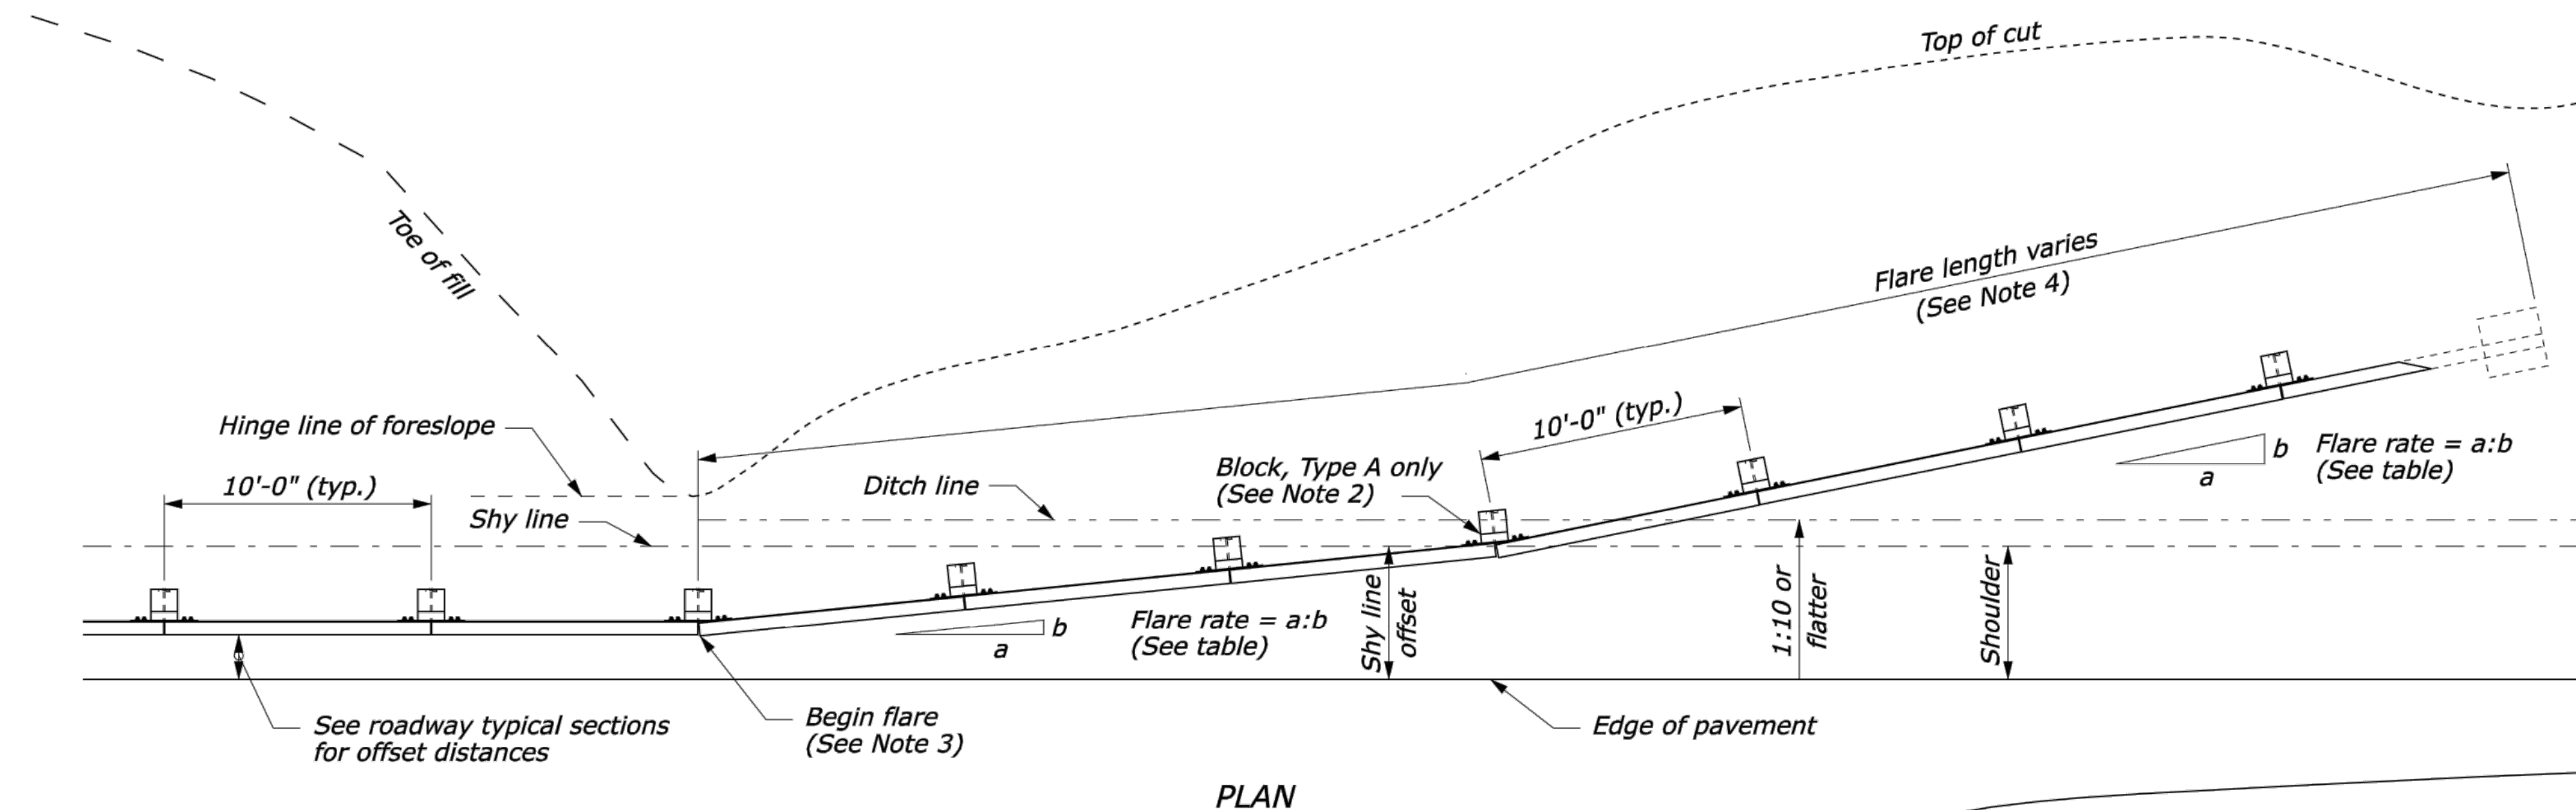 Top of cut
Toe of fill
Flare length varies
(See Note 4)
10'-0" (typ.)
Hinge line of foreslope
Block, Type A only
(See Note 2)
b
Flare rate = a:b
(See table)
a
10'-0" (typ.)
Ditch line
Shy line
Shy line
offset
1:10 or
flatter
Shoulder
b
a
Flare rate = a:b
(See table)
See roadway typical sections
for offset distances
Begin flare
(See Note 3)
Edge of pavement
PLAN